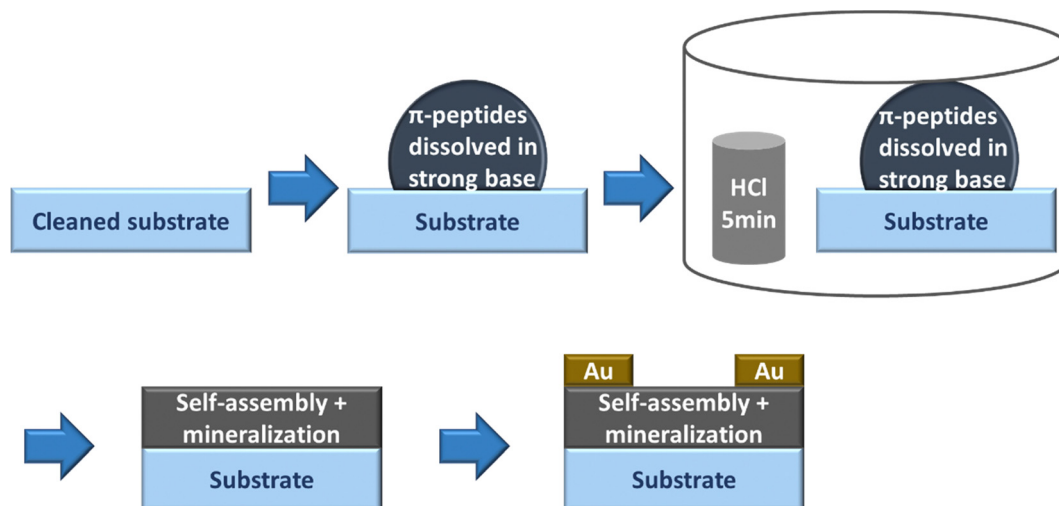 Cleaned substrate
π-peptides
dissolved in
strong base
Substrate
HCl
5min
π-peptides
dissolved in
strong base
Substrate
Self-assembly +
mineralization
Substrate
Au
Au
Self-assembly +
mineralization
Substrate